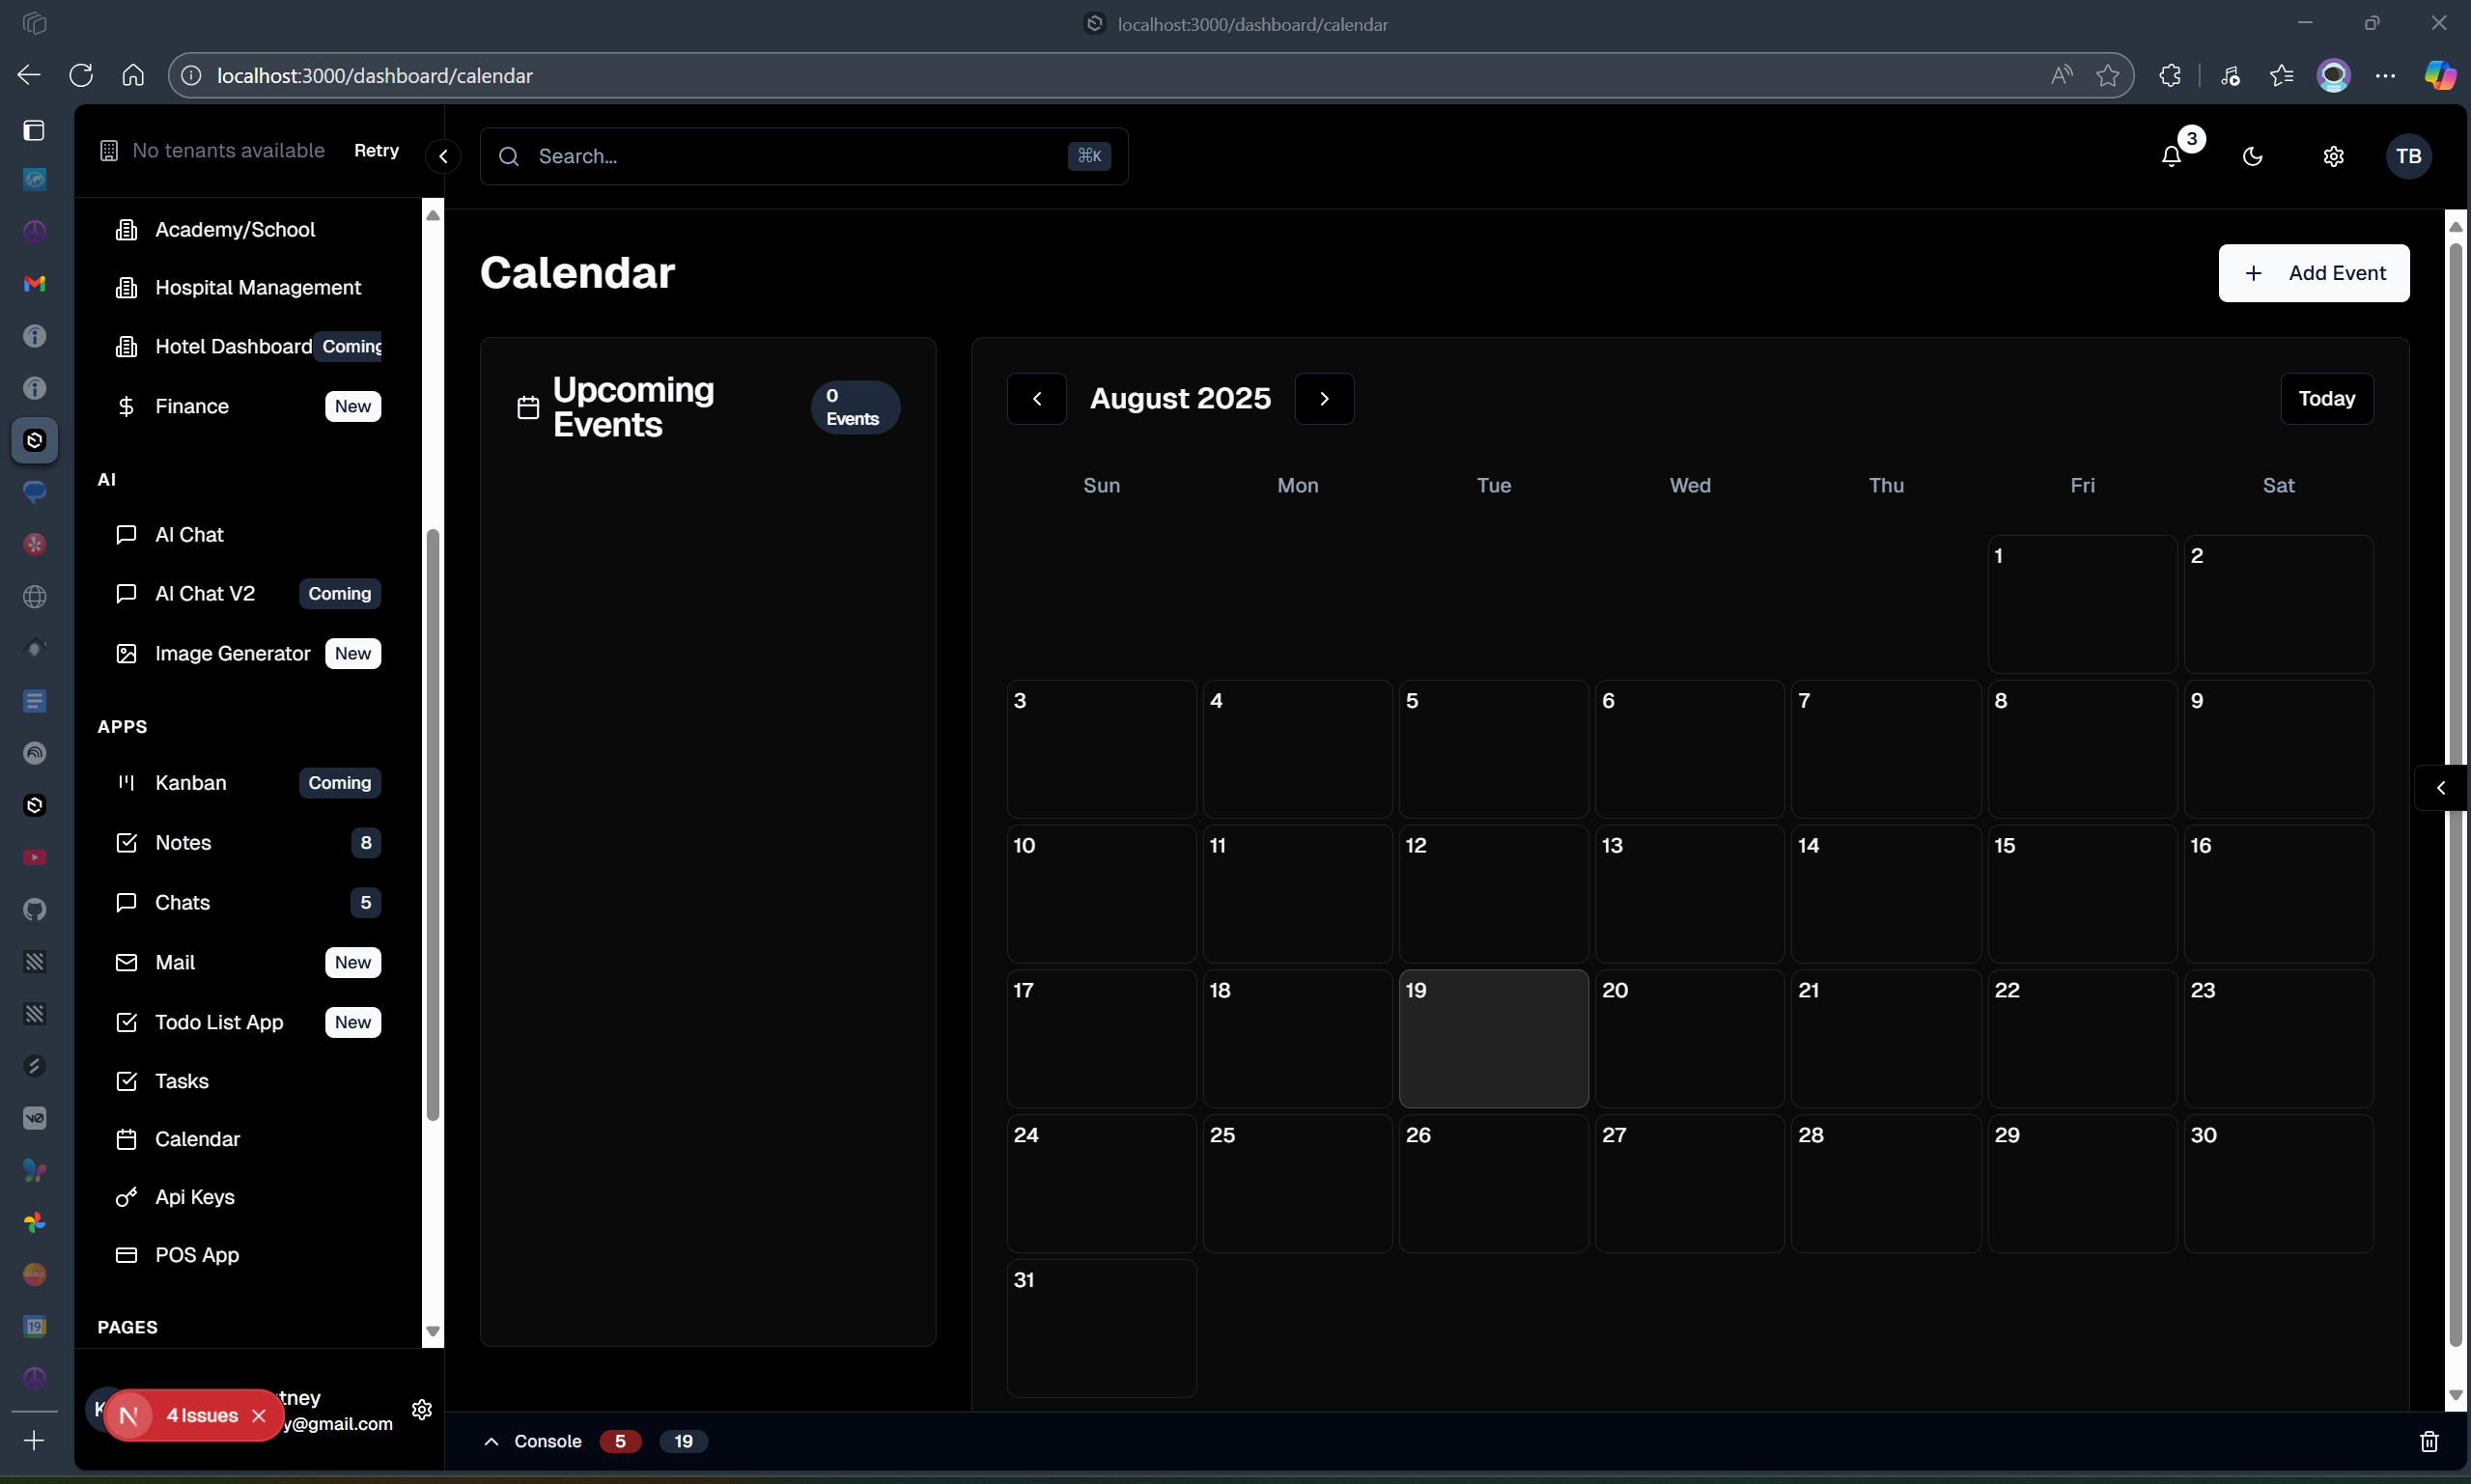 localhost:3000/dashboard/calendar
localhost:3000/dashboard/calendar
No tenants available
Retry
Search...
⌘K
3
TB
Academy/School
Hospital Management
Hotel Dashboard
Coming
Finance
New
AI
AI Chat
AI Chat V2
Coming
Image Generator
New
APPS
Kanban
Coming
Notes
8
Chats
5
Mail
New
Todo List App
New
Tasks
Calendar
Api Keys
POS App
PAGES
K
tney
y@gmail.com
N
4 Issues
Calendar
Add Event
Upcoming
Events
0
Events
August 2025
Today
Sun Mon Tue Wed Thu Fri Sat
1 2
3 4 5 6 7 8 9
10 11 12 13 14 15 16
17 18 19 20 21 22 23
24 25 26 27 28 29 30
31
Console
5
19